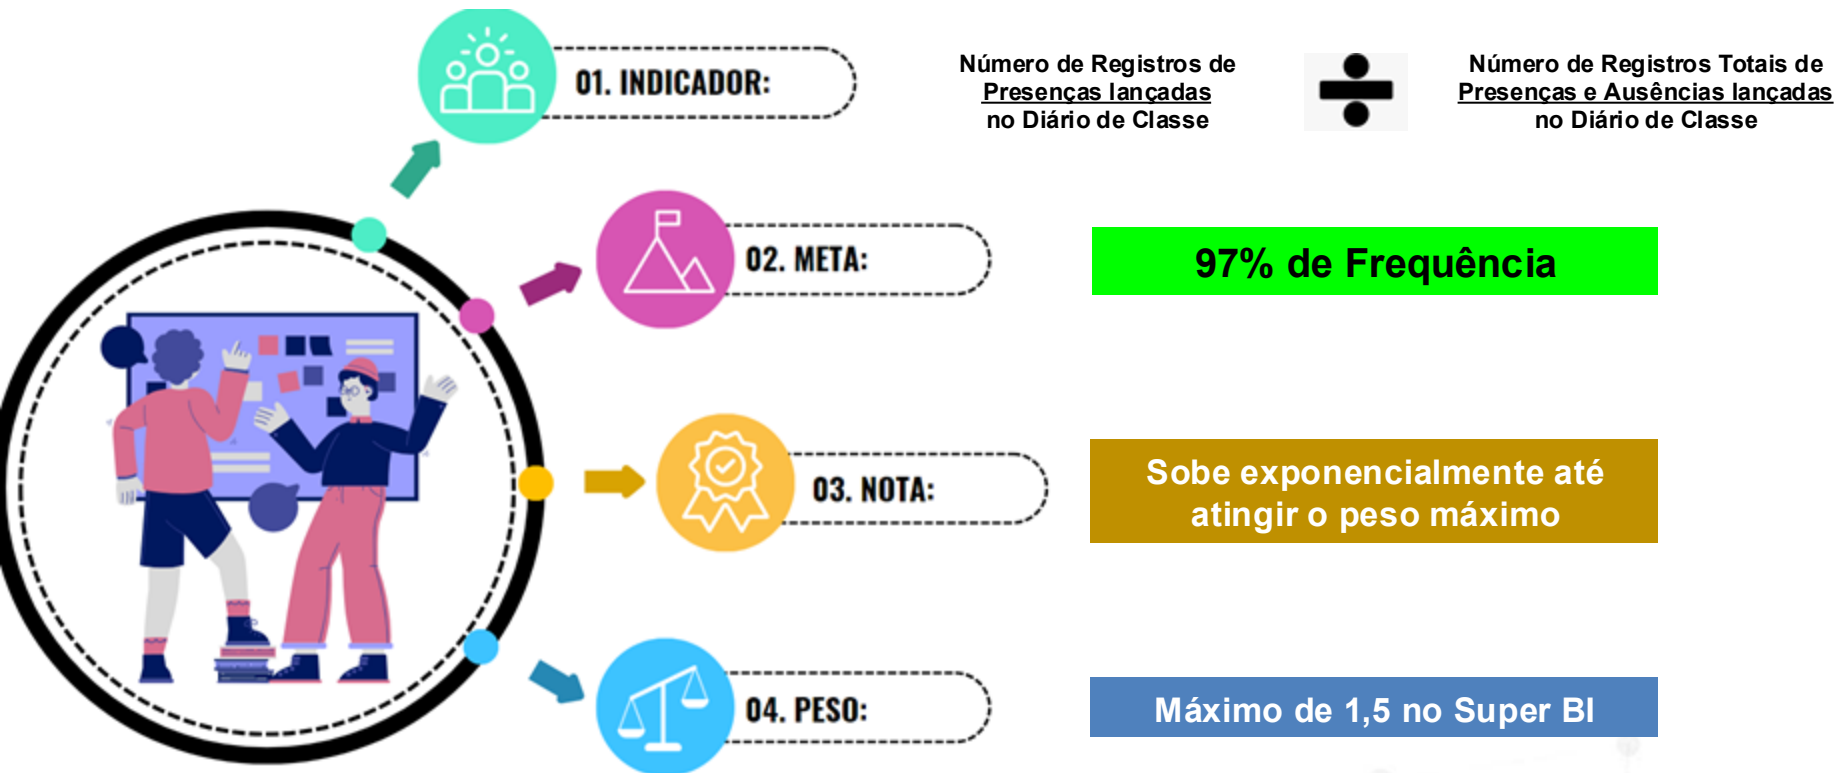 01. INDICADOR:
Número de Registros de
Presenças lançadas
no Diário de Classe
Número de Registros Totais de
Presenças e Ausências lançadas
no Diário de Classe
02. META:
97% de Frequência
03. NOTA:
Sobe exponencialmente até
atingir o peso máximo
04. PESO:
Máximo de 1,5 no Super BI